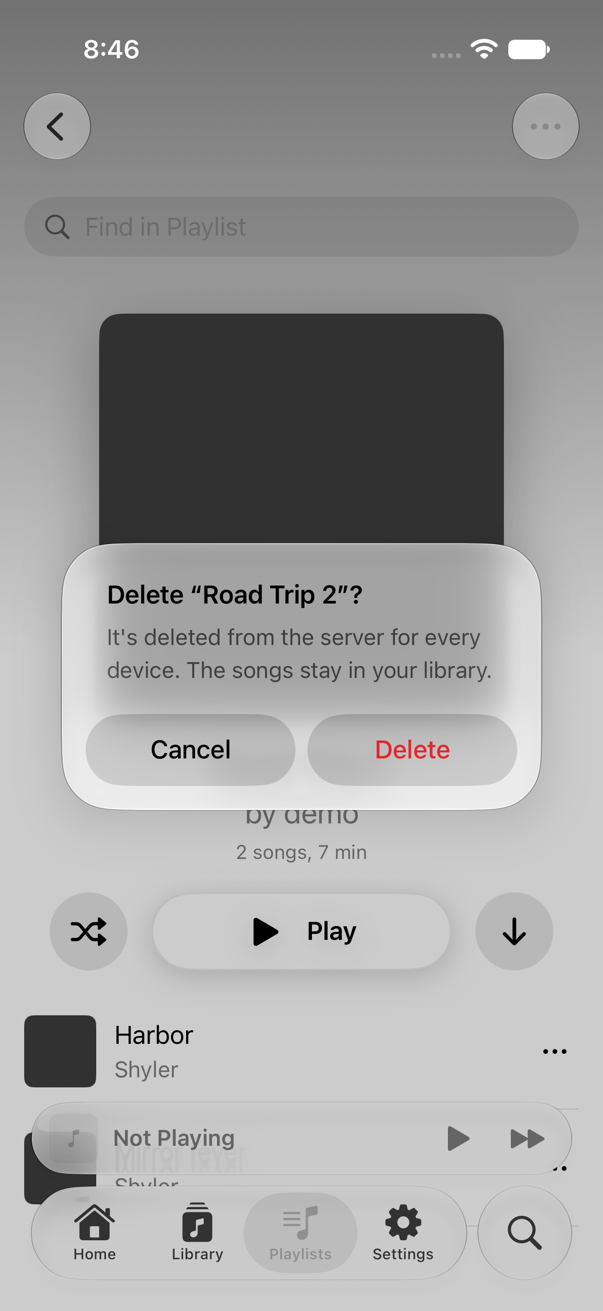 8:46
Find in Playlist
Delete “Road Trip 2”?
It's deleted from the server for every
device. The songs stay in your library.
Cancel
Delete
by demo
2 songs, 7 min
Play
Harbor
Shyler
Not Playing
Shyler
Home
Library
Playlists
Settings